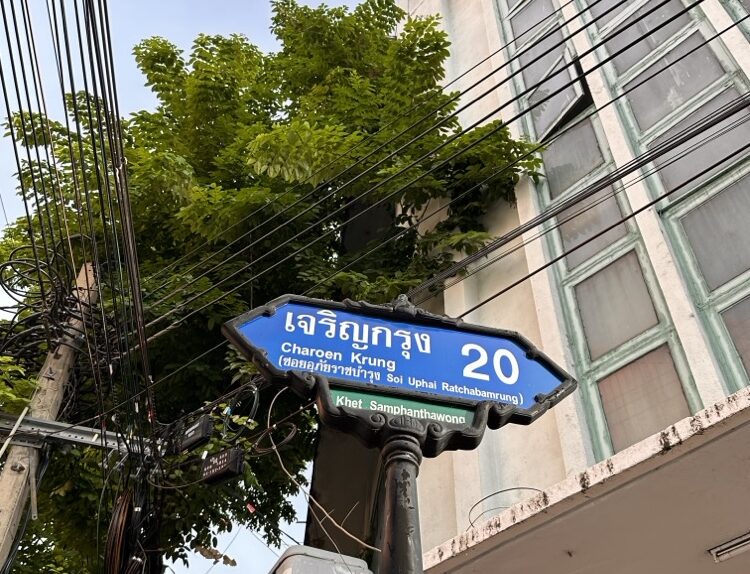 เจริญกรุง 20
Charoen Krung
(ซอยอุภัยราชบำรุง Soi Uphai Ratchabamrung)
Khet Samphanthawong